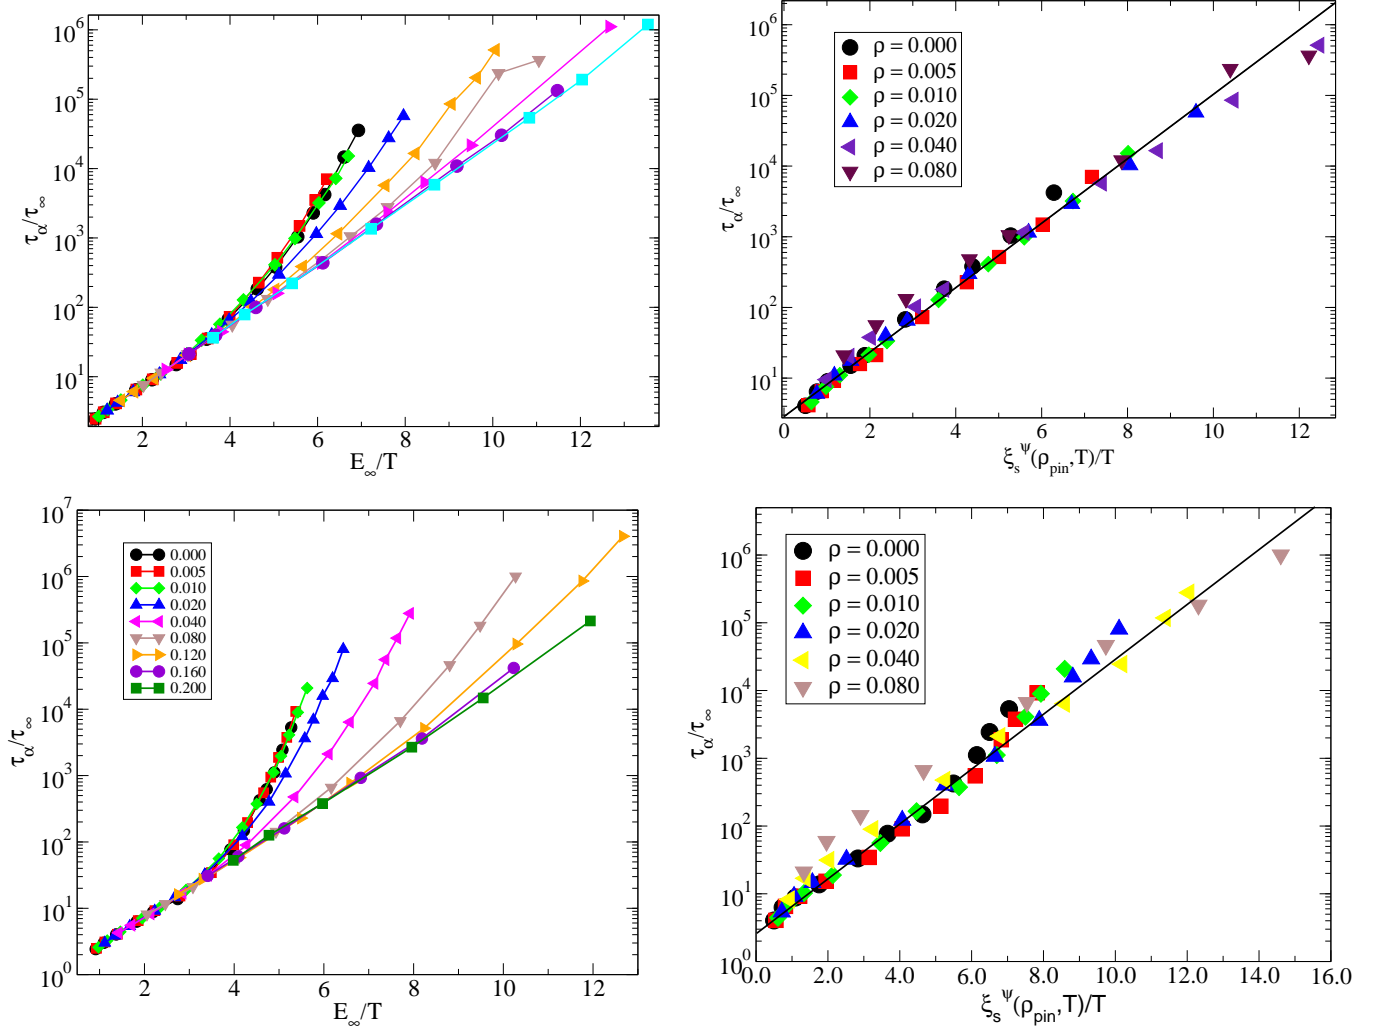 10^6
10^5
10^4
10^3
10^2
10^1
τ_α/τ_∞
2 4 6 8 10 12
E_∞/T
10^6
10^5
10^4
10^3
10^2
10^1
τ_α/τ_∞
ρ = 0.000
ρ = 0.005
ρ = 0.010
ρ = 0.020
ρ = 0.040
ρ = 0.080
0 2 4 6 8 10 12
ξ_s^ψ(ρ_pin,T)/T
10^7
10^6
10^5
10^4
10^3
10^2
10^1
10^0
τ_α/τ_∞
0.000
0.005
0.010
0.020
0.040
0.080
0.120
0.160
0.200
2 4 6 8 10 12
E_∞/T
10^6
10^5
10^4
10^3
10^2
10^1
10^0
τ_α/τ_∞
ρ = 0.000
ρ = 0.005
ρ = 0.010
ρ = 0.020
ρ = 0.040
ρ = 0.080
0.0 2.0 4.0 6.0 8.0 10.0 12.0 14.0 16.0
ξ_s^ψ(ρ_pin,T)/T